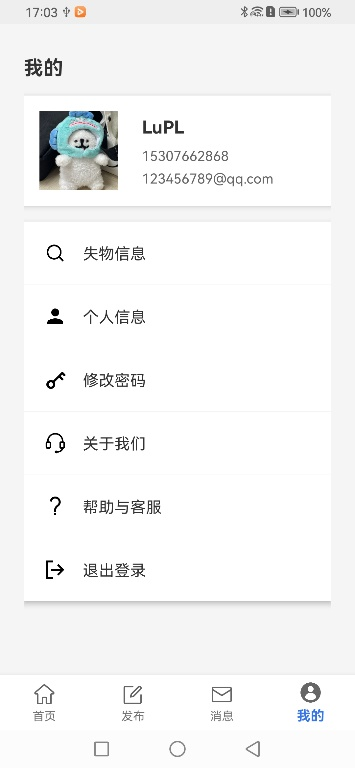 17:03
100%
我的
LuPL
15307662868
123456789@qq.com
失物信息
个人信息
修改密码
关于我们
帮助与客服
退出登录
首页
发布
消息
我的